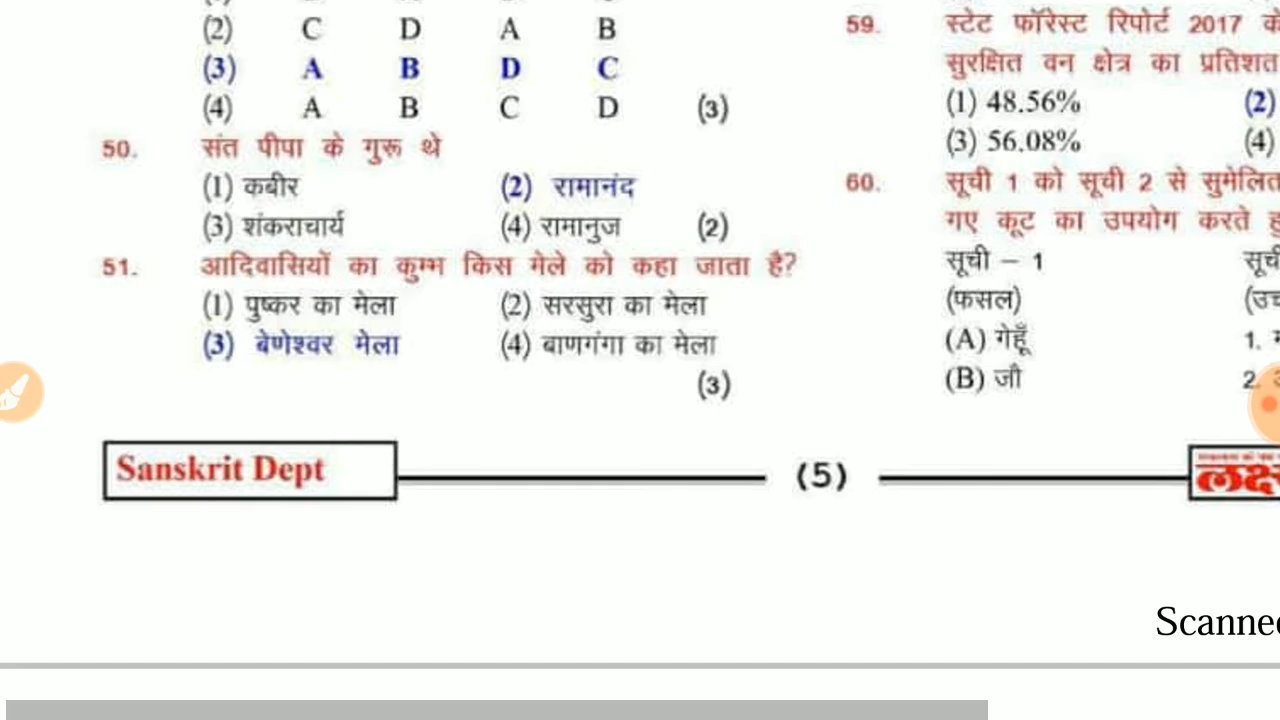 (2) C D A B
(3) A B D C
(4) A B C D (3)
50. संत पीपा के गुरू थे
(1) कबीर (2) रामानंद
(3) शंकराचार्य (4) रामानुज (2)
51. आदिवासियों का कुम्भ किस मेले को कहा जाता है?
(1) पुष्कर का मेला (2) सरसुरा का मेला
(3) बेणेश्वर मेला (4) बाणगंगा का मेला
(3)
59. स्टेट फॉरेस्ट रिपोर्ट 2017 के
सुरक्षित वन क्षेत्र का प्रतिशत
(1) 48.56% (2)
(3) 56.08% (4)
60. सूची 1 को सूची 2 से सुमेलित
गए कूट का उपयोग करते
सूची – 1
(फसल)
(A) गेहूँ 1.
(B) जौ 2.
Sanskrit Dept (5)
Scanned